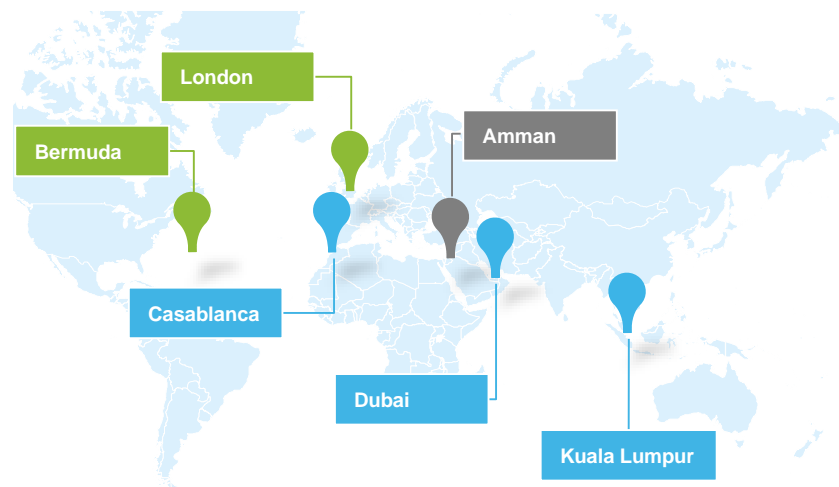 London
Amman
Bermuda
Casablanca
Dubai
Kuala Lumpur